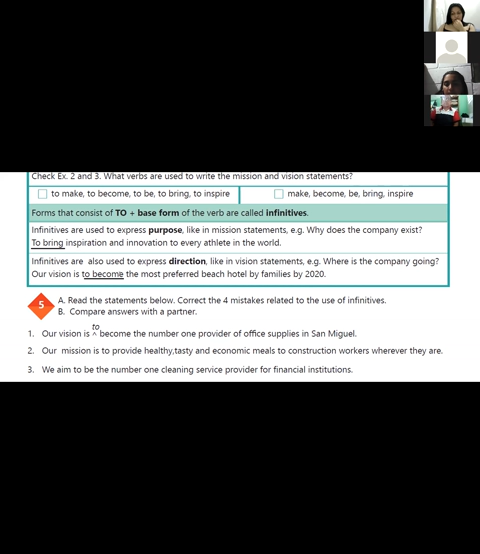 Check Ex. 2 and 3. What verbs are used to write the mission and vision statements?
to make, to become, to be, to bring, to inspire
make, become, be, bring, inspire
Forms that consist of TO + base form of the verb are called infinitives.
Infinitives are used to express purpose, like in mission statements, e.g. Why does the company exist?
To bring inspiration and innovation to every athlete in the world.
Infinitives are also used to express direction, like in vision statements, e.g. Where is the company going?
Our vision is to become the most preferred beach hotel by families by 2020.
5
A. Read the statements below. Correct the 4 mistakes related to the use of infinitives.
B. Compare answers with a partner.
to
1. Our vision is ^ become the number one provider of office supplies in San Miguel.
2. Our mission is to provide healthy,tasty and economic meals to construction workers wherever they are.
3. We aim to be the number one cleaning service provider for financial institutions.